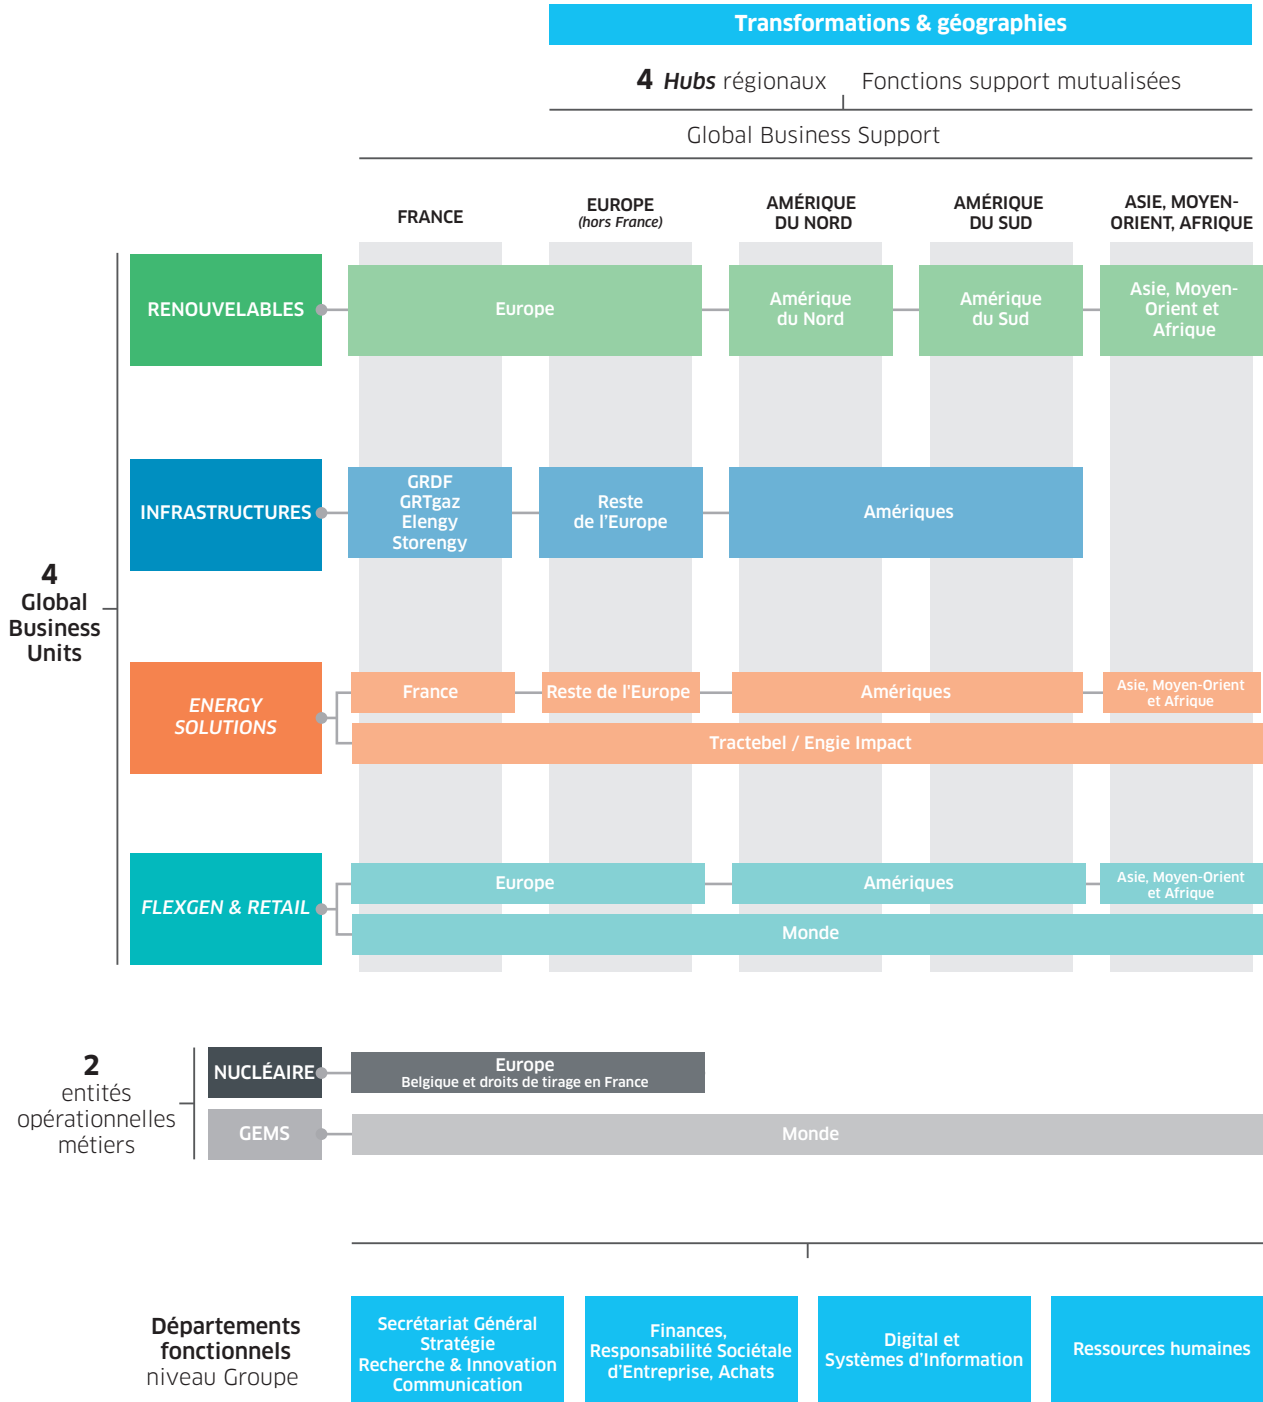 Transformations & géographies
4 Hubs régionaux
Fonctions support mutualisées
Global Business Support
FRANCE
EUROPE
(hors France)
AMÉRIQUE
DU NORD
AMÉRIQUE
DU SUD
ASIE, MOYEN-
ORIENT, AFRIQUE
4
Global
Business
Units
RENOUVELABLES
Europe
Amérique
du Nord
Amérique
du Sud
Asie, Moyen-
Orient et
Afrique
INFRASTRUCTURES
GRDF
GRTgaz
Elengy
Storengy
Reste
de l'Europe
Amériques
ENERGY
SOLUTIONS
France
Reste de l'Europe
Amériques
Asie, Moyen-Orient
et Afrique
Tractebel / Engie Impact
FLEXGEN & RETAIL
Europe
Amériques
Asie, Moyen-Orient
et Afrique
Monde
2
entités
opérationnelles
métiers
NUCLÉAIRE
Europe
Belgique et droits de tirage en France
GEMS
Monde
Départements
fonctionnels
niveau Groupe
Secrétariat Général
Stratégie
Recherche & Innovation
Communication
Finances,
Responsabilité Sociétale
d'Entreprise, Achats
Digital et
Systèmes d'Information
Ressources humaines